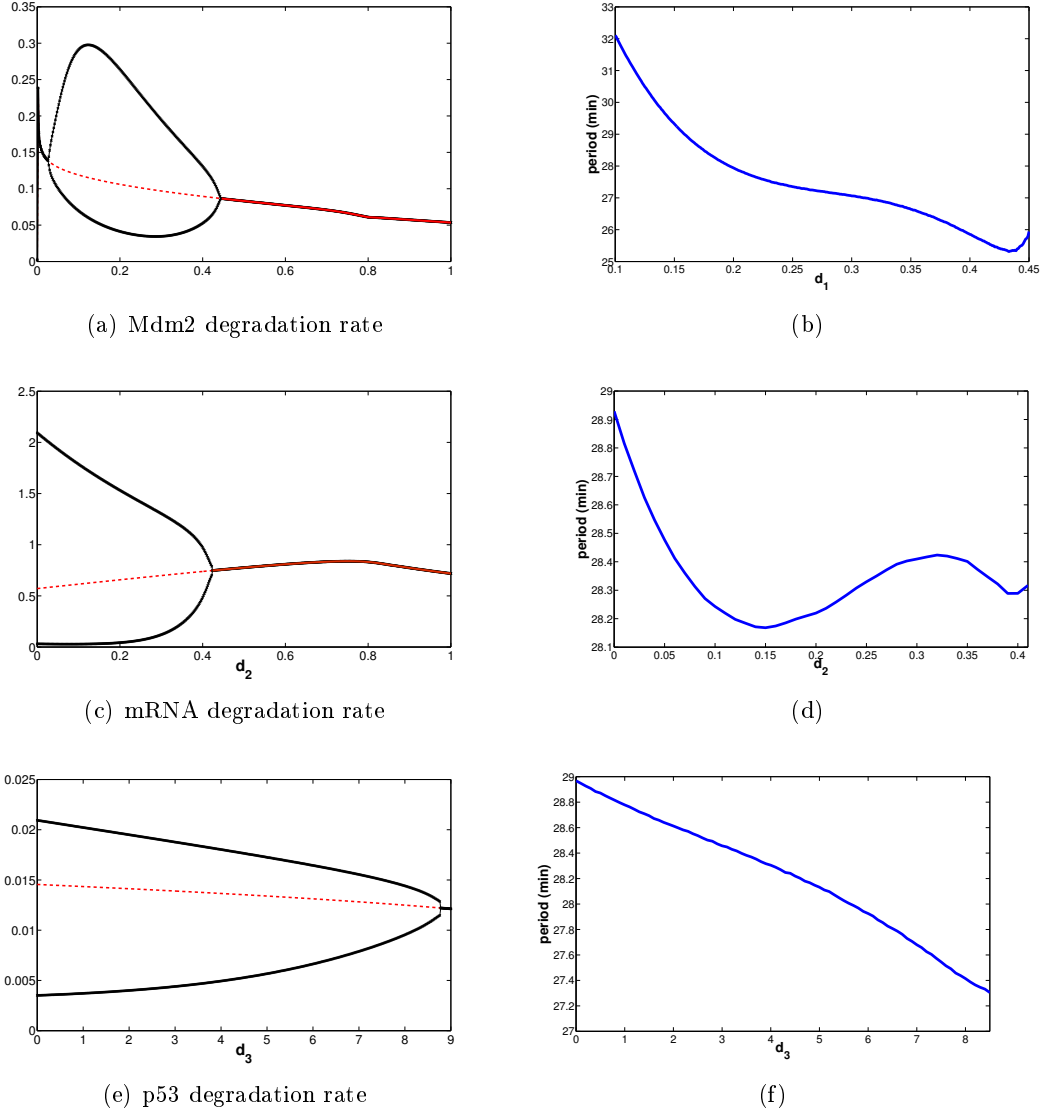 0.35
0.3
0.25
0.2
0.15
0.1
0.05
0
0 0.2 0.4 0.6 0.8 1
(a) Mdm2 degradation rate
33
32
31
30
29
28
27
26
25
period (min)
0.1 0.15 0.2 0.25 0.3 0.35 0.4 0.45
d1
(b)
2.5
2
1.5
1
0.5
0
0 0.2 0.4 0.6 0.8 1
d2
(c) mRNA degradation rate
29
28.9
28.8
28.7
28.6
28.5
28.4
28.3
28.2
28.1
period (min)
0 0.05 0.1 0.15 0.2 0.25 0.3 0.35 0.4
d2
(d)
0.025
0.02
0.015
0.01
0.005
0
0 1 2 3 4 5 6 7 8 9
d3
(e) p53 degradation rate
29
28.8
28.6
28.4
28.2
28
27.8
27.6
27.4
27.2
27
period (min)
0 1 2 3 4 5 6 7 8
d3
(f)